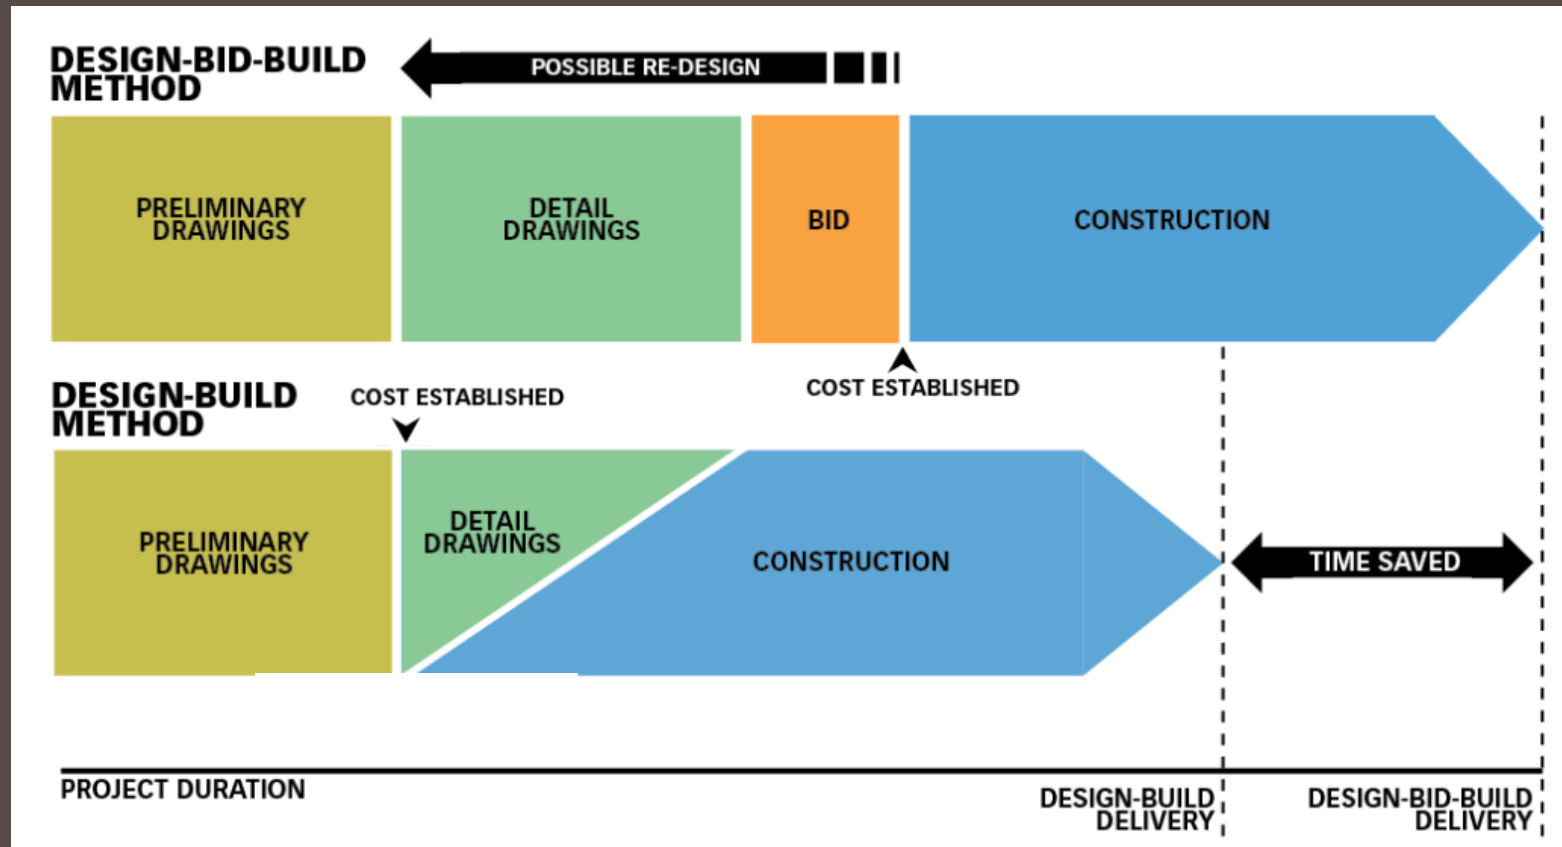 DESIGN-BID-BUILD
METHOD
POSSIBLE RE-DESIGN
PRELIMINARY
DRAWINGS
DETAIL
DRAWINGS
BID
CONSTRUCTION
COST ESTABLISHED
DESIGN-BUILD
METHOD
COST ESTABLISHED
PRELIMINARY
DRAWINGS
DETAIL
DRAWINGS
CONSTRUCTION
TIME SAVED
PROJECT DURATION
DESIGN-BUILD
DELIVERY
DESIGN-BID-BUILD
DELIVERY